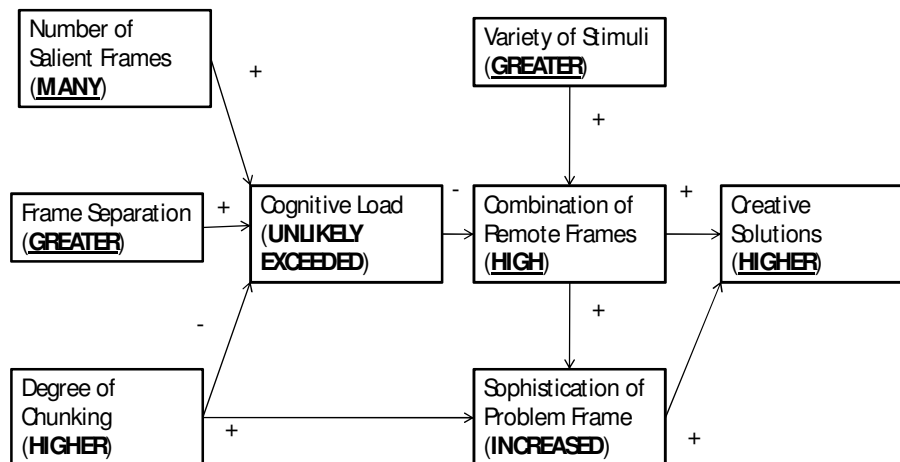 Number of
Salient Frames
(MANY)
+
Variety of Stimuli
(GREATER)
+
Frame Separation
(GREATER)
+
Cognitive Load
(UNLIKELY
EXCEEDED)
-
Combination of
Remote Frames
(HIGH)
+
Creative
Solutions
(HIGHER)
-
+
Degree of
Chunking
(HIGHER)
+
Sophistication of
Problem Frame
(INCREASED)
+